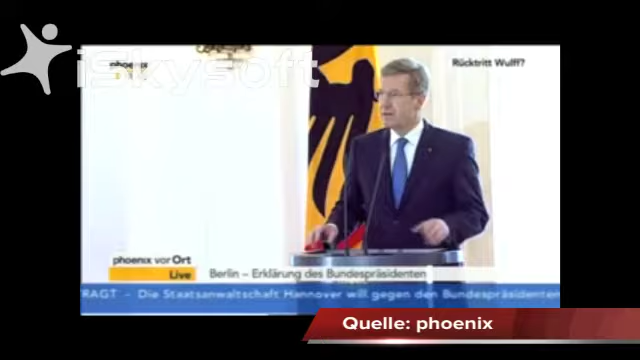 iSkysoft
phoenix
Rücktritt Wulff?
phoenix vor Ort
Live
Berlin – Erklärung des Bundespräsidenten
RAGT - Die Staatsanwaltschaft Hannover will gegen den Bundespräsidenten
Quelle: phoenix